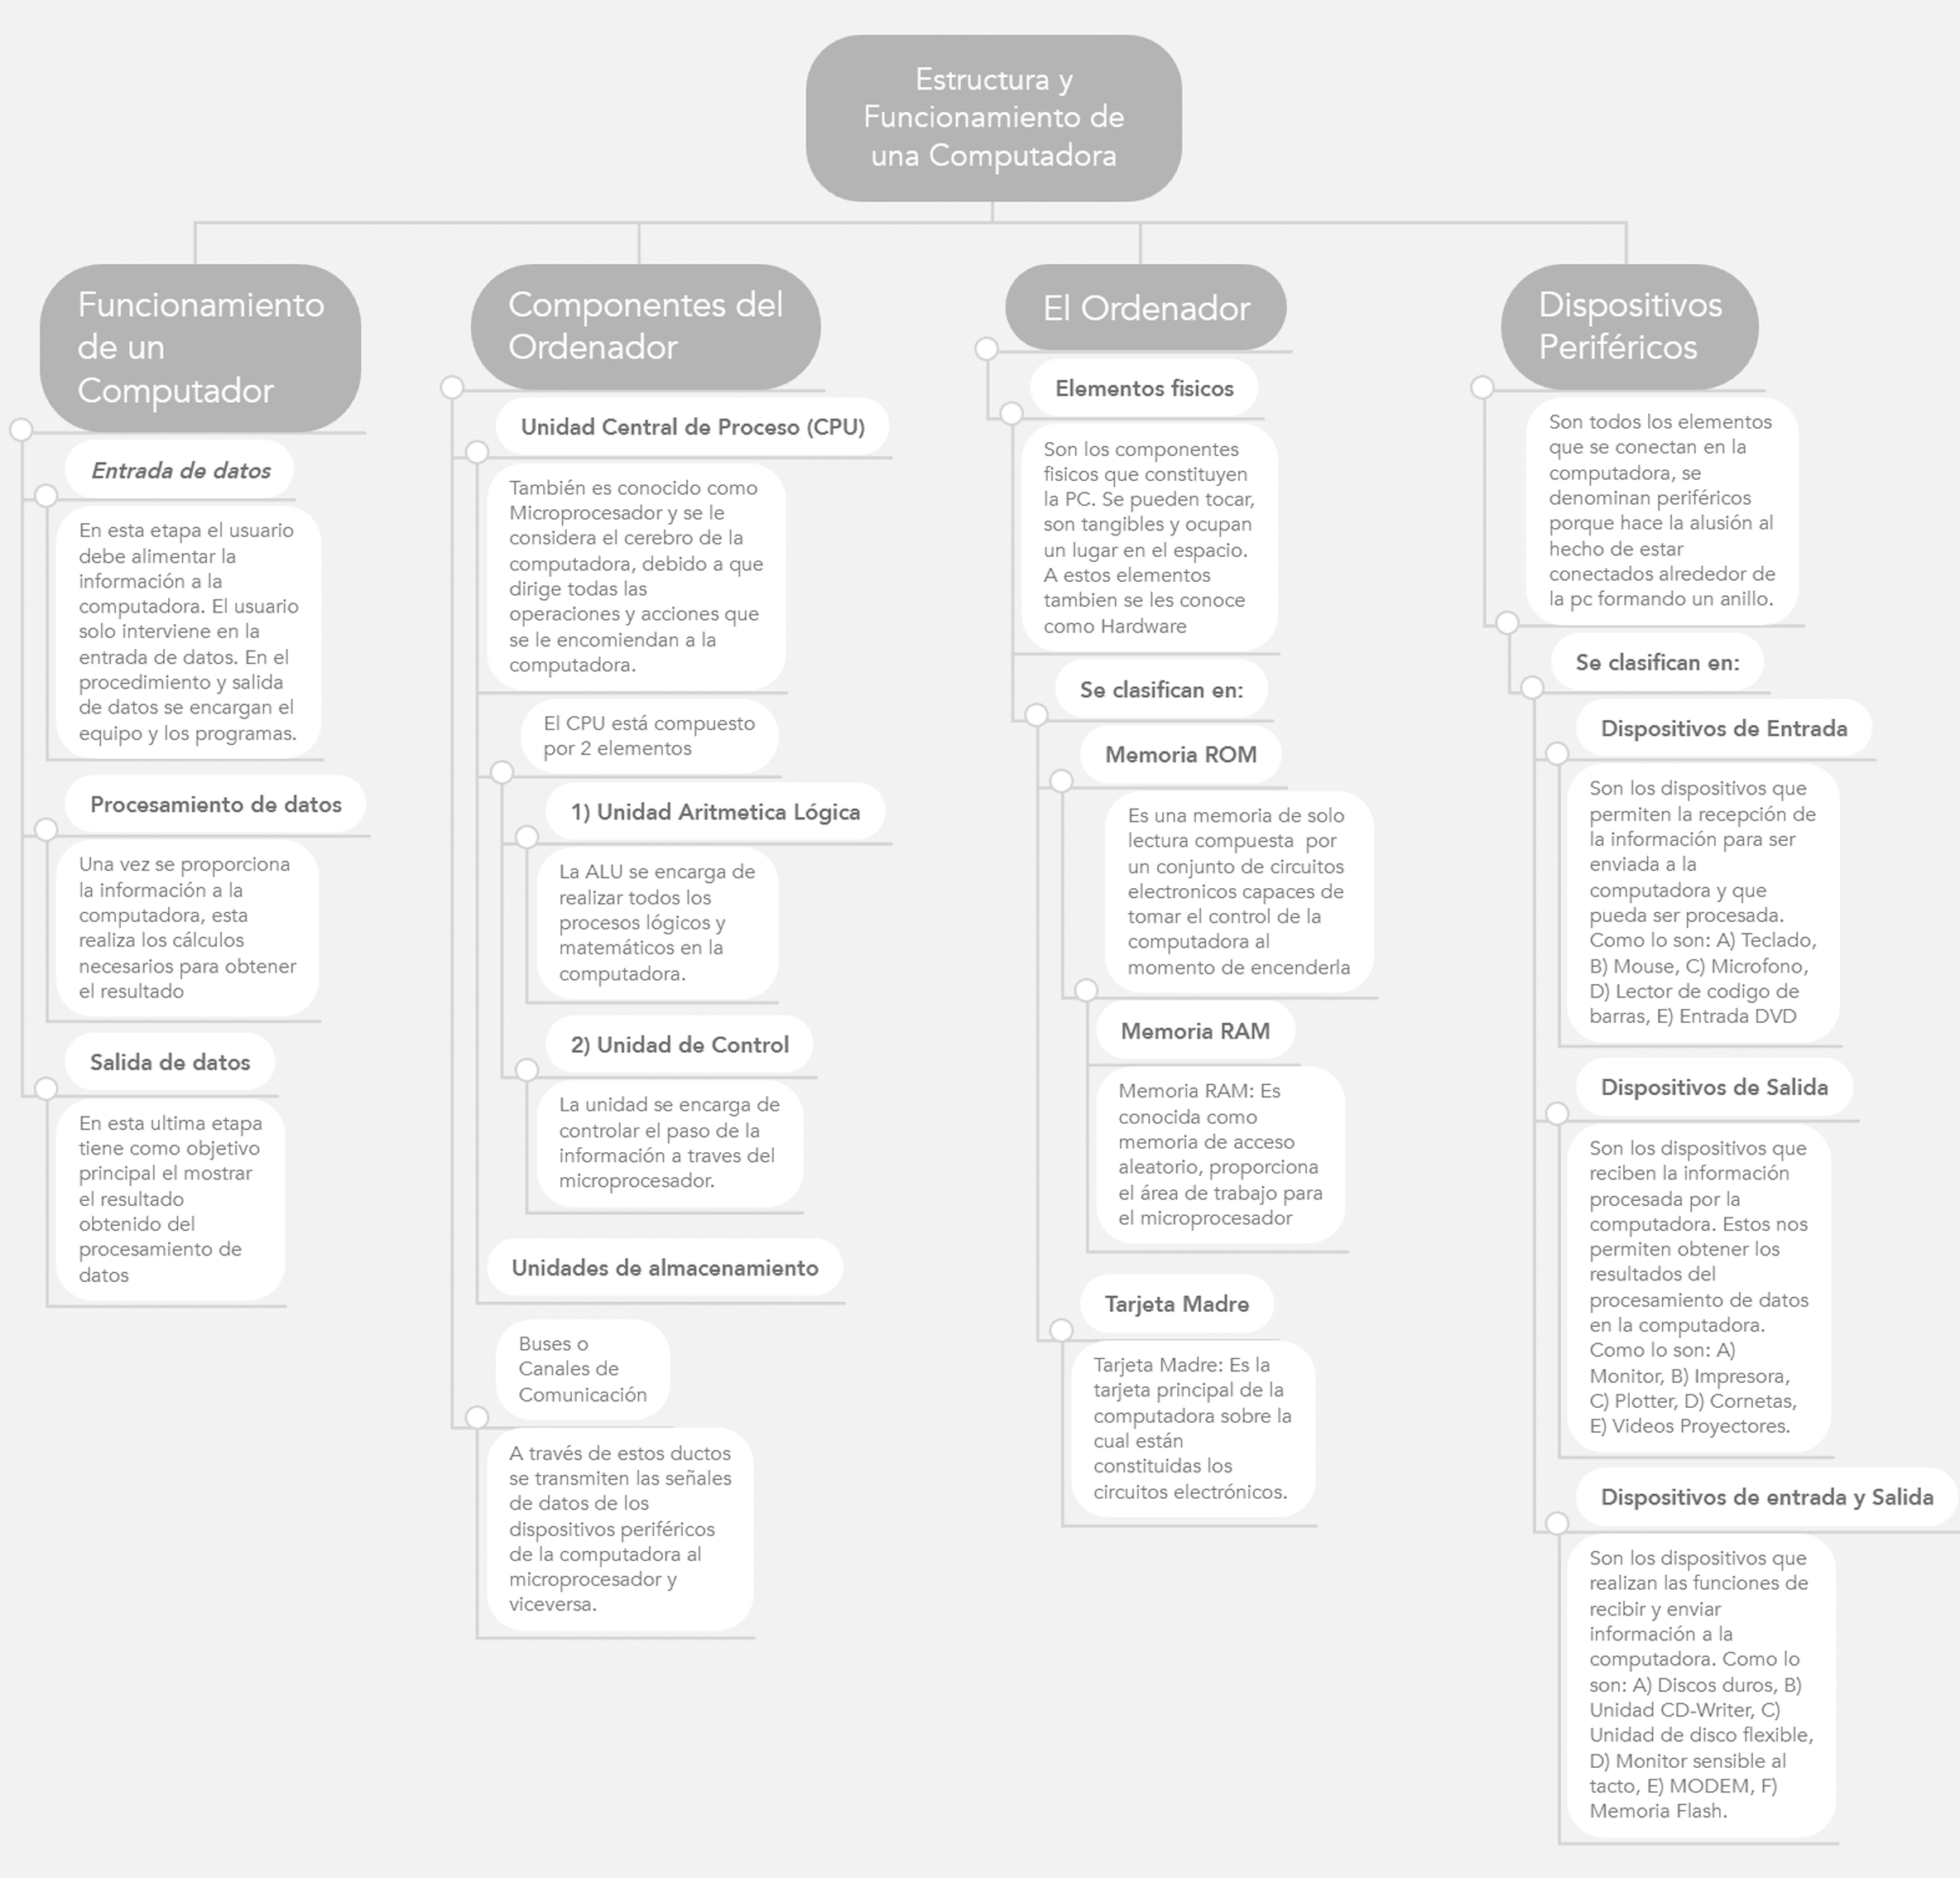 Estructura y
Funcionamiento de
una Computadora
Funcionamiento
de un
Computador
Entrada de datos
En esta etapa el usuario
debe alimentar la
información a la
computadora. El usuario
solo interviene en la
entrada de datos. En el
procedimiento y salida
de datos se encargan el
equipo y los programas.
Procesamiento de datos
Una vez se proporciona
la información a la
computadora, esta
realiza los cálculos
necesarios para obtener
el resultado
Salida de datos
En esta ultima etapa
tiene como objetivo
principal el mostrar
el resultado
obtenido del
procesamiento de
datos
Componentes del
Ordenador
Unidad Central de Proceso (CPU)
También es conocido como
Microprocesador y se le
considera el cerebro de la
computadora, debido a que
dirige todas las
operaciones y acciones que
se le encomiendan a la
computadora.
El CPU está compuesto
por 2 elementos
1) Unidad Aritmetica Lógica
La ALU se encarga de
realizar todos los
procesos lógicos y
matemáticos en la
computadora.
2) Unidad de Control
La unidad se encarga de
controlar el paso de la
información a traves del
microprocesador.
Unidades de almacenamiento
Buses o
Canales de
Comunicación
A través de estos ductos
se transmiten las señales
de datos de los
dispositivos periféricos
de la computadora al
microprocesador y
viceversa.
El Ordenador
Elementos fisicos
Son los componentes
fisicos que constituyen
la PC. Se pueden tocar,
son tangibles y ocupan
un lugar en el espacio.
A estos elementos
tambien se les conoce
como Hardware
Se clasifican en:
Memoria ROM
Es una memoria de solo
lectura compuesta  por
un conjunto de circuitos
electronicos capaces de
tomar el control de la
computadora al
momento de encenderla
Memoria RAM
Memoria RAM: Es
conocida como
memoria de acceso
aleatorio, proporciona
el área de trabajo para
el microprocesador
Tarjeta Madre
Tarjeta Madre: Es la
tarjeta principal de la
computadora sobre la
cual están
constituidas los
circuitos electrónicos.
Dispositivos
Periféricos
Son todos los elementos
que se conectan en la
computadora, se
denominan periféricos
porque hace la alusión al
hecho de estar
conectados alrededor de
la pc formando un anillo.
Se clasifican en:
Dispositivos de Entrada
Son los dispositivos que
permiten la recepción de
la información para ser
enviada a la
computadora y que
pueda ser procesada.
Como lo son: A) Teclado,
B) Mouse, C) Microfono,
D) Lector de codigo de
barras, E) Entrada DVD
Dispositivos de Salida
Son los dispositivos que
reciben la información
procesada por la
computadora. Estos nos
permiten obtener los
resultados del
procesamiento de datos
en la computadora.
Como lo son: A)
Monitor, B) Impresora,
C) Plotter, D) Cornetas,
E) Videos Proyectores.
Dispositivos de entrada y Salida
Son los dispositivos que
realizan las funciones de
recibir y enviar
información a la
computadora. Como lo
son: A) Discos duros, B)
Unidad CD-Writer, C)
Unidad de disco flexible,
D) Monitor sensible al
tacto, E) MODEM, F)
Memoria Flash.